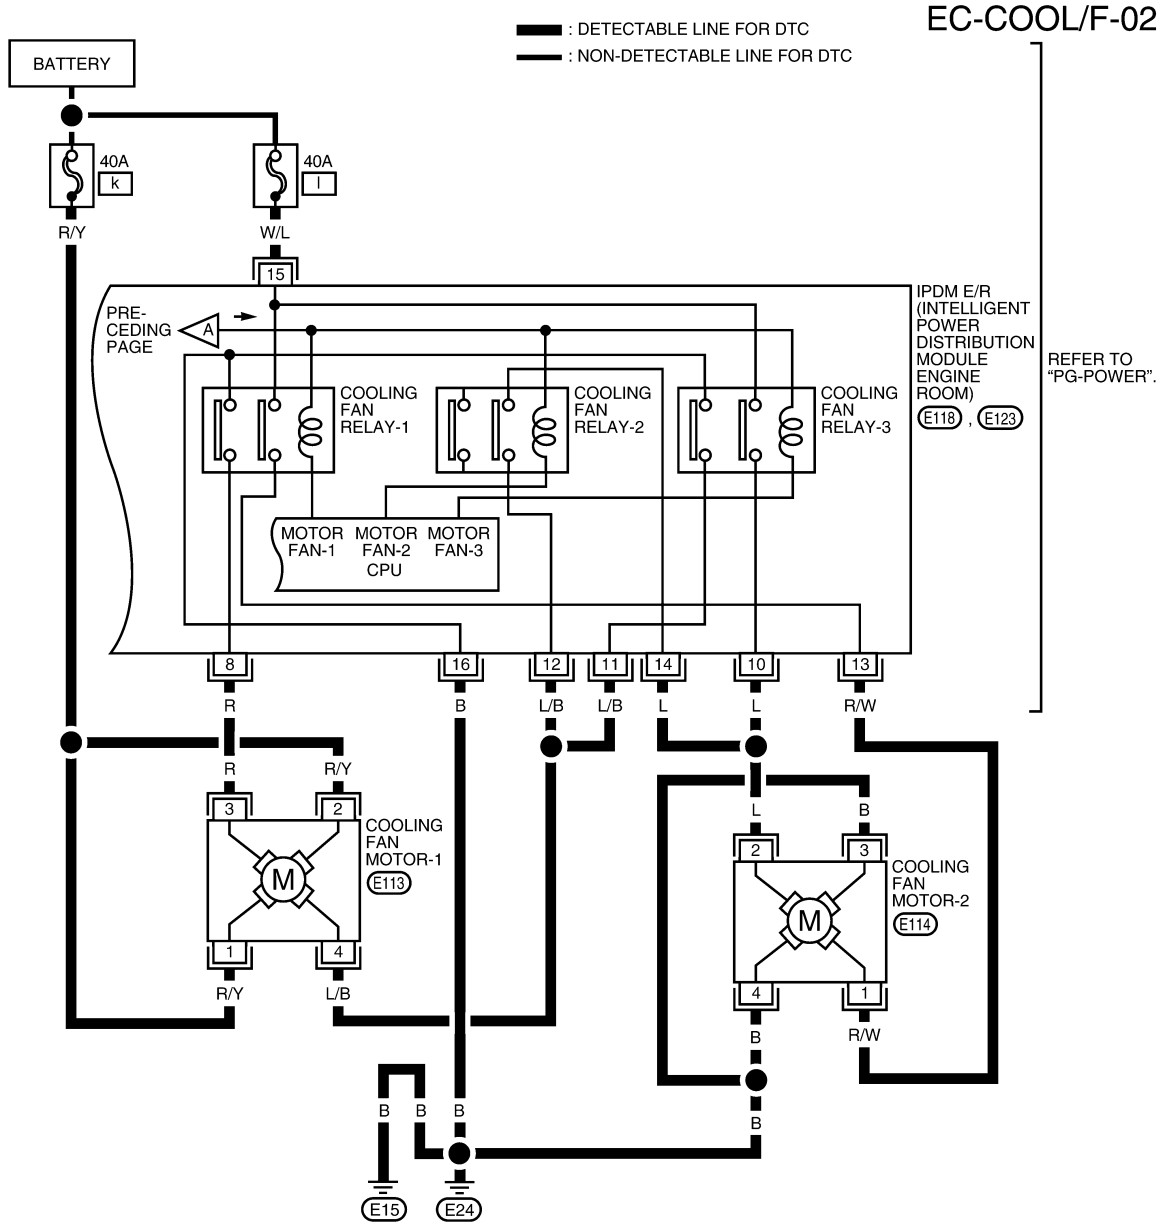 EC-COOL/F-02
: DETECTABLE LINE FOR DTC
: NON-DETECTABLE LINE FOR DTC
BATTERY
40A
k
40A
l
R/Y
W/L
15
PRE-
CEDING
PAGE
A
IPDM E/R
(INTELLIGENT
POWER
DISTRIBUTION
MODULE
ENGINE
ROOM)
E118 , E123
REFER TO
“PG-POWER”.
COOLING
FAN
RELAY-1
COOLING
FAN
RELAY-2
COOLING
FAN
RELAY-3
MOTOR
FAN-1
MOTOR
FAN-2
MOTOR
FAN-3
CPU
8
16
12
11
14
10
13
R
B
L/B
L/B
L
L
R/W
R
R/Y
3
2
COOLING
FAN
MOTOR-1
E113
M
1
4
R/Y
L/B
L
B
2
3
COOLING
FAN
MOTOR-2
E114
M
4
1
B
R/W
B
B
B
B
E15
E24